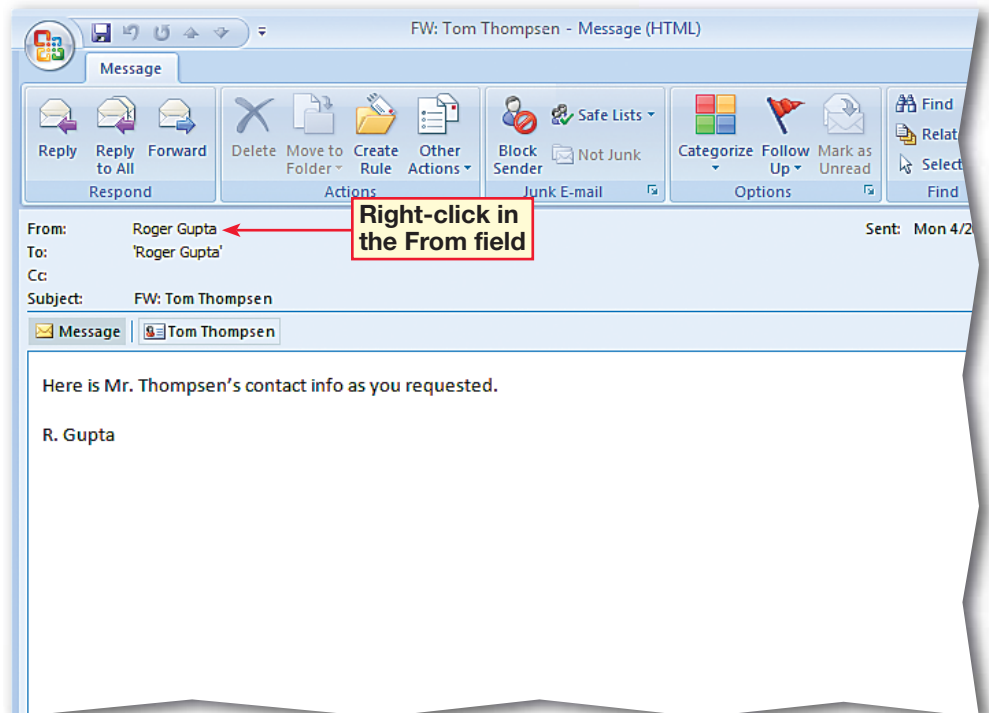 FW: Tom Thompsen - Message (HTML)
Message
Reply
Reply to All
Forward
Respond
Delete
Move to Folder
Create Rule
Other Actions
Actions
Block Sender
Safe Lists
Not Junk
Junk E-mail
Categorize
Follow Up
Mark as Unread
Options
Find
Relat
Select
Find
From: Roger Gupta
Right-click in
the From field
Sent: Mon 4/2
To: 'Roger Gupta'
Cc:
Subject: FW: Tom Thompsen
Message
Tom Thompsen
Here is Mr. Thompsen’s contact info as you requested.
R. Gupta